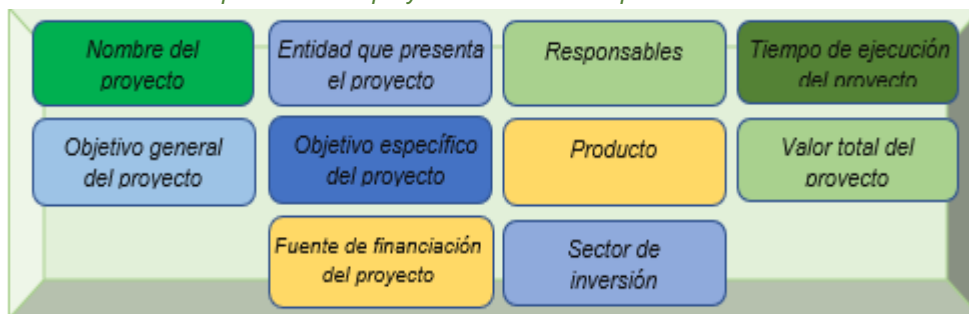 Nombre del
proyecto
Entidad que presenta
el proyecto
Responsables
Tiempo de ejecución
del proyecto
Objetivo general
del proyecto
Objetivo específico
del proyecto
Producto
Valor total del
proyecto
Fuente de financiación
del proyecto
Sector de
inversión